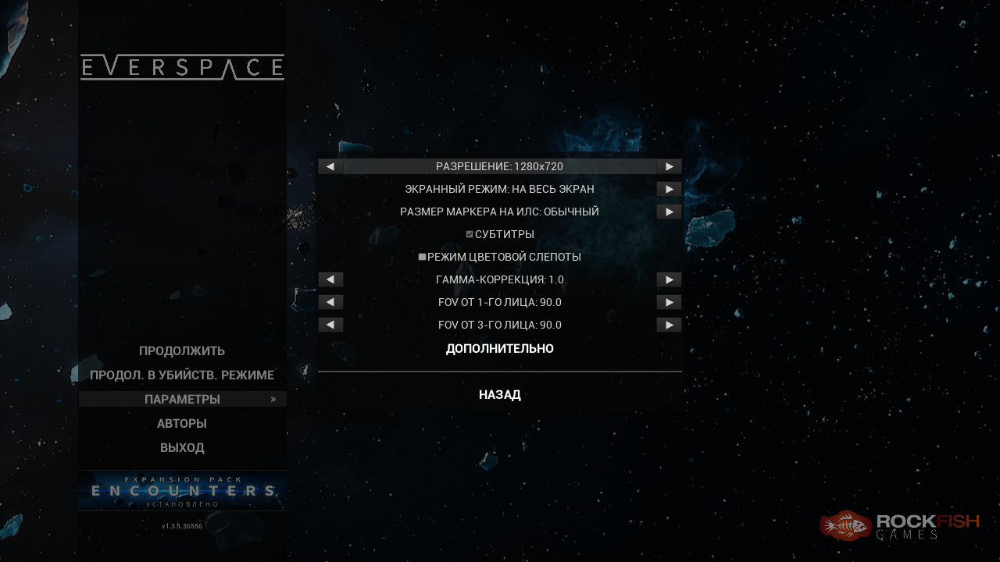 EVERSPACE
ПРОДОЛЖИТЬ
ПРОДОЛ. В УБИЙСТВ. РЕЖИМЕ
ПАРАМЕТРЫ »
АВТОРЫ
ВЫХОД
EXPANSION PACK
ENCOUNTERS
УСТАНОВЛЕНО
v1.3.5.36556
РАЗРЕШЕНИЕ: 1280x720
ЭКРАННЫЙ РЕЖИМ: НА ВЕСЬ ЭКРАН
РАЗМЕР МАРКЕРА НА ИЛС: ОБЫЧНЫЙ
СУБТИТРЫ
РЕЖИМ ЦВЕТОВОЙ СЛЕПОТЫ
ГАММА-КОРРЕКЦИЯ: 1.0
FOV ОТ 1-ГО ЛИЦА: 90.0
FOV ОТ 3-ГО ЛИЦА: 90.0
ДОПОЛНИТЕЛЬНО
НАЗАД
ROCKFISH
GAMES